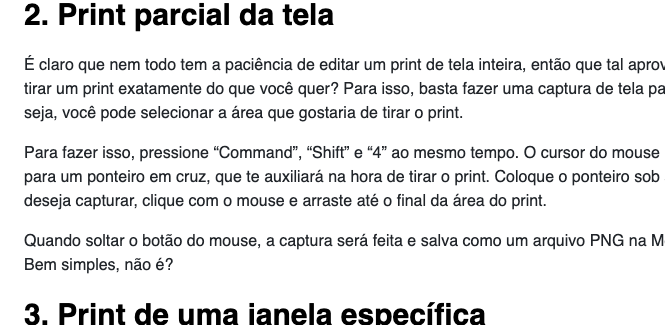 2. Print parcial da tela
É claro que nem todo tem a paciência de editar um print de tela inteira, então que tal
tirar um print exatamente do que você quer? Para isso, basta fazer uma captura de tela
seja, você pode selecionar a área que gostaria de tirar o print.
Para fazer isso, pressione “Command”, “Shift” e “4” ao mesmo tempo. O cursor do mouse
para um ponteiro em cruz, que te auxiliará na hora de tirar o print. Coloque o ponteiro sob
deseja capturar, clique com o mouse e arraste até o final da área do print.
Quando soltar o botão do mouse, a captura será feita e salva como um arquivo PNG na
Bem simples, não é?
3. Print de uma janela específica